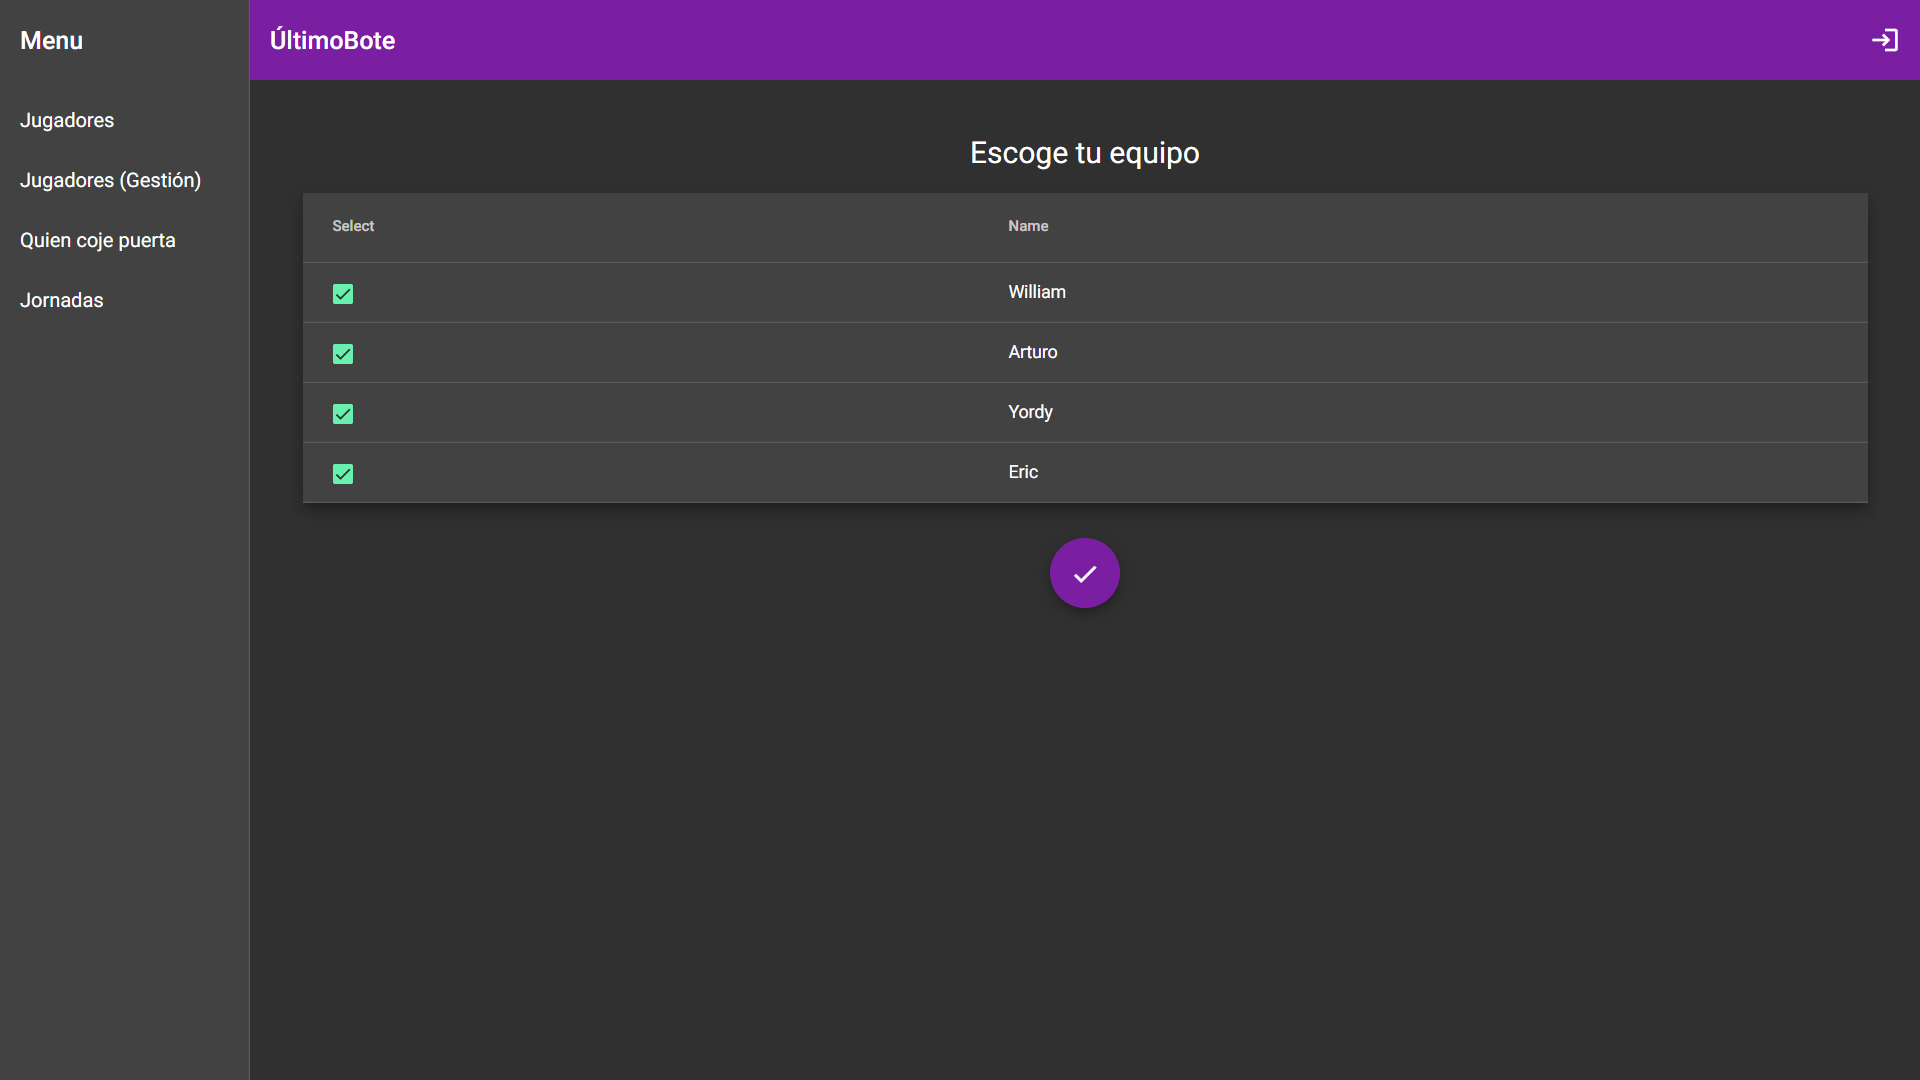 Menu
ÚltimoBote
Jugadores
Jugadores (Gestión)
Quien coje puerta
Jornadas
Escoge tu equipo
Select Name
William
Arturo
Yordy
Eric